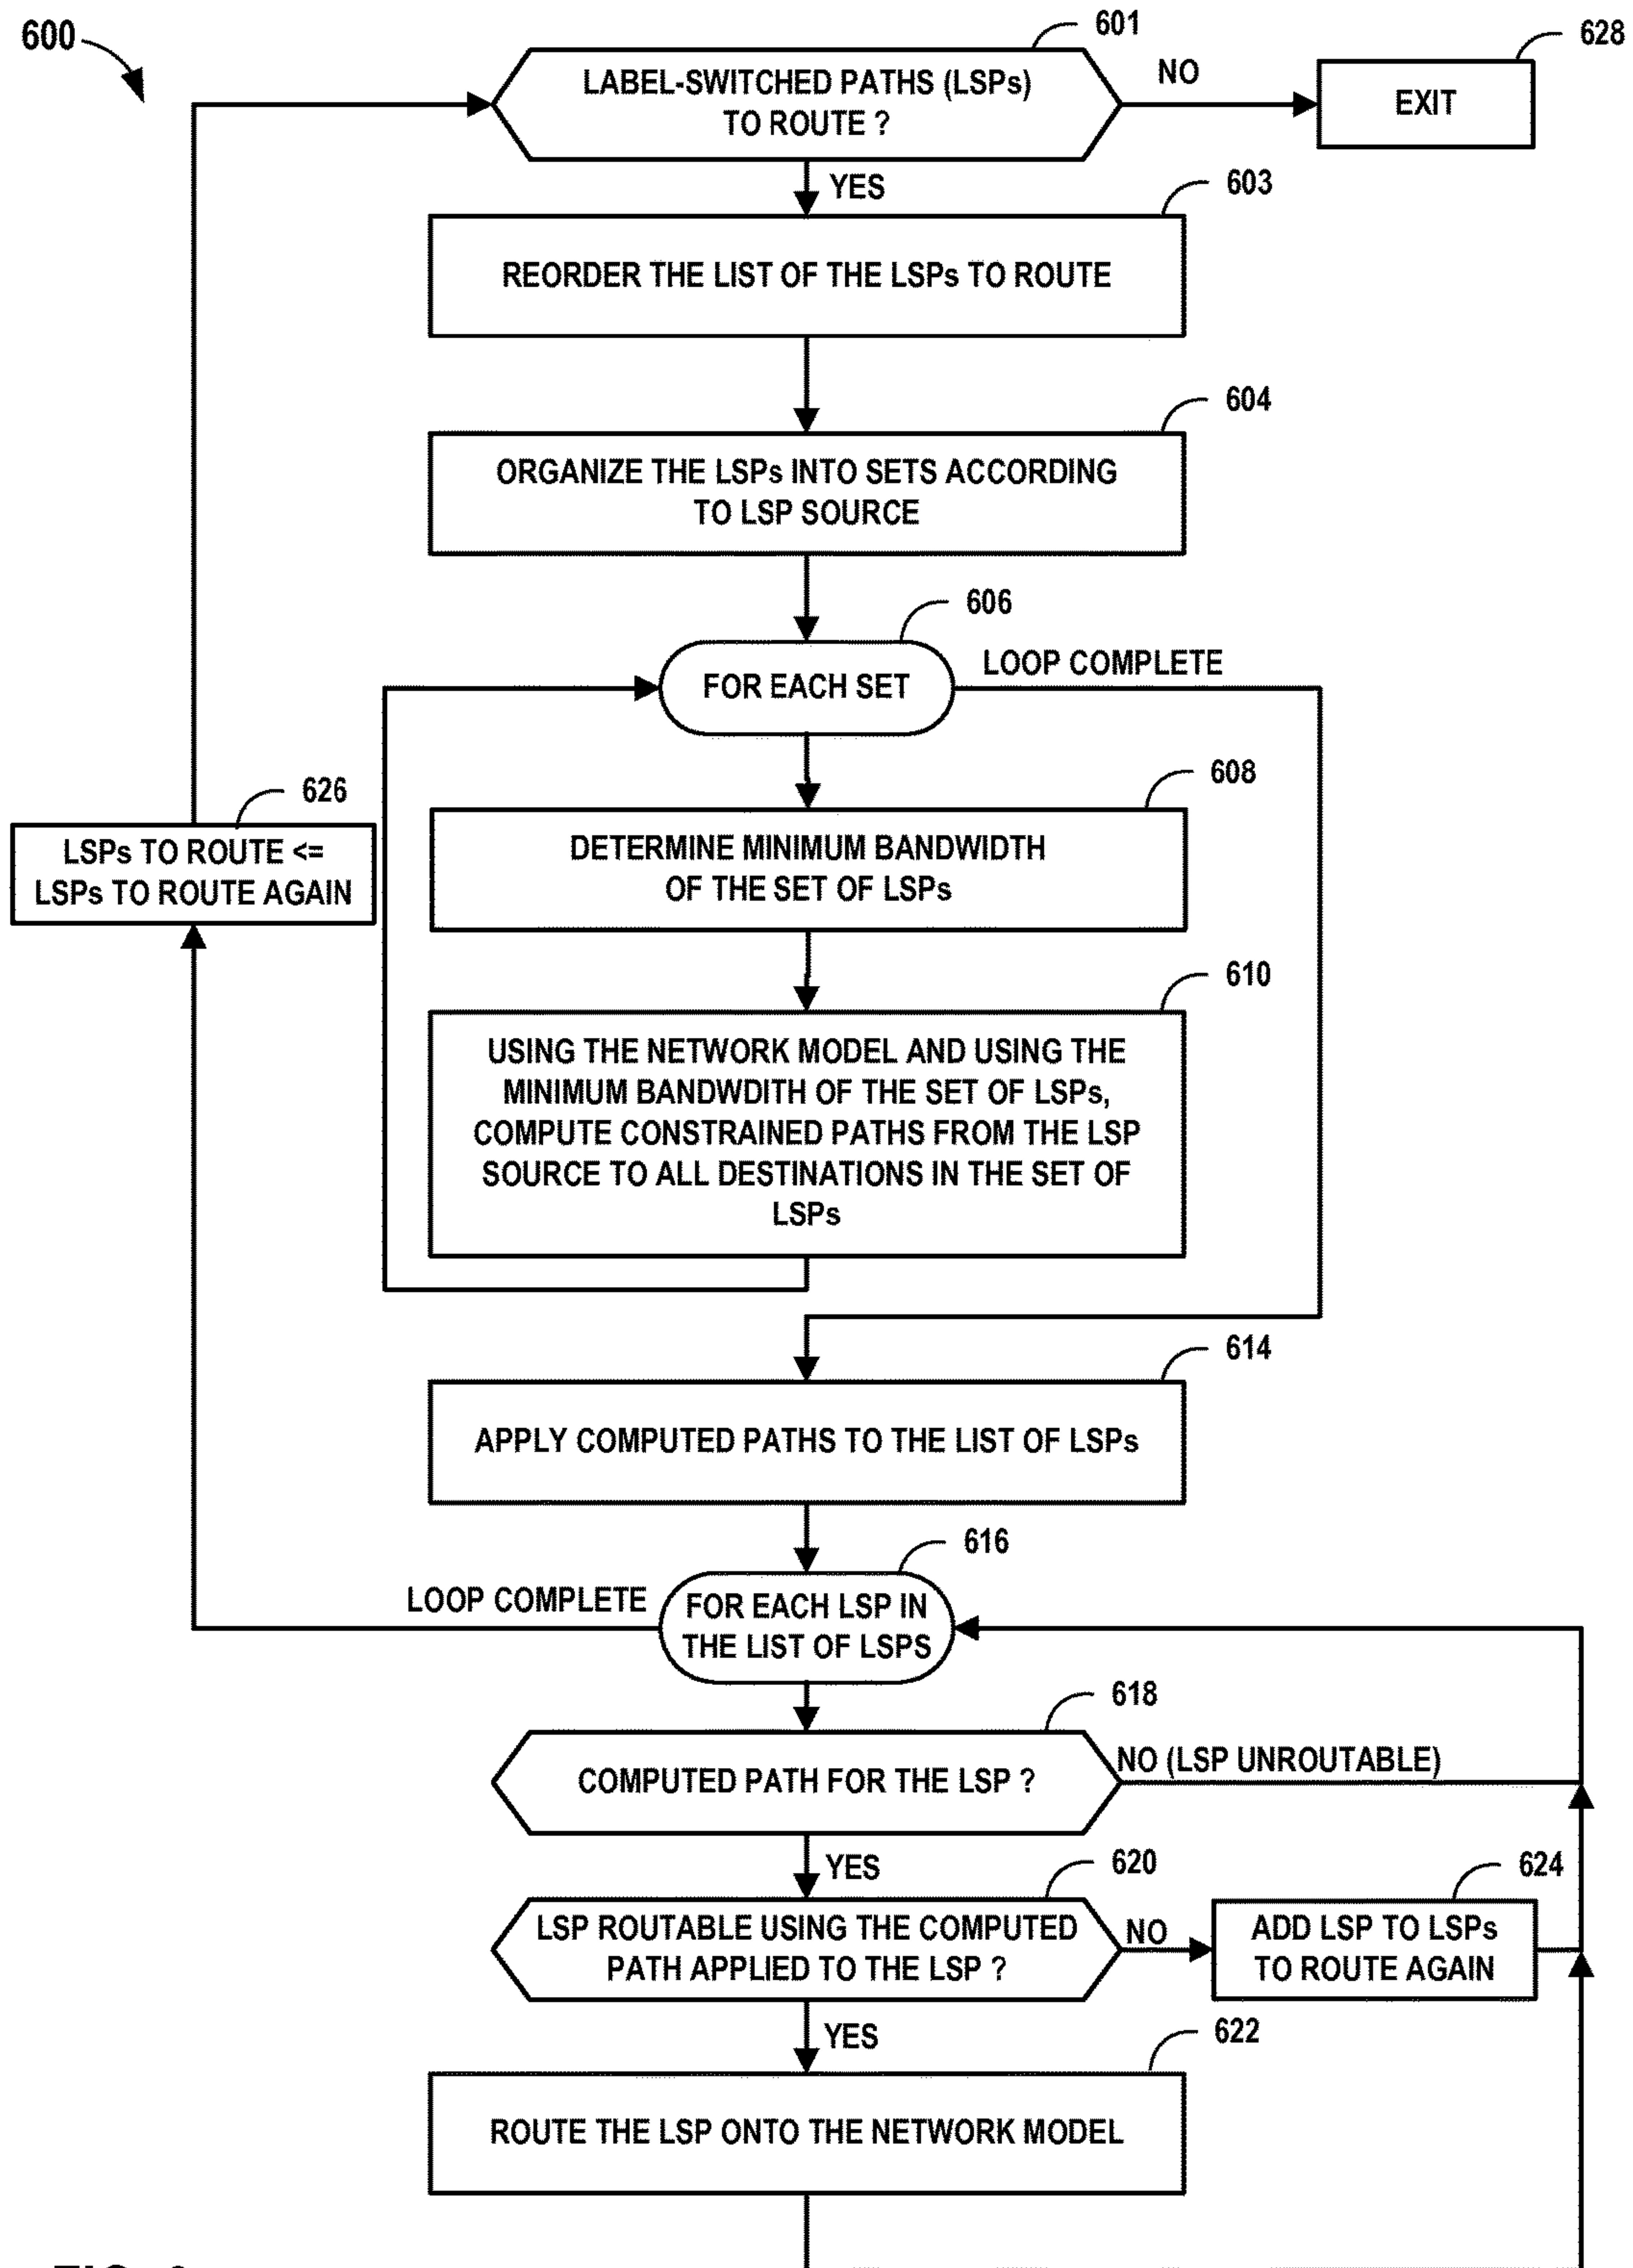 600
601
LABEL-SWITCHED PATHS (LSPs)
TO ROUTE ?
NO
628
EXIT
YES
603
REORDER THE LIST OF THE LSPs TO ROUTE
604
ORGANIZE THE LSPs INTO SETS ACCORDING
TO LSP SOURCE
606
FOR EACH SET
LOOP COMPLETE
626
LSPs TO ROUTE <=
LSPs TO ROUTE AGAIN
608
DETERMINE MINIMUM BANDWIDTH
OF THE SET OF LSPs
610
USING THE NETWORK MODEL AND USING THE
MINIMUM BANDWDITH OF THE SET OF LSPs,
COMPUTE CONSTRAINED PATHS FROM THE LSP
SOURCE TO ALL DESTINATIONS IN THE SET OF
LSPs
614
APPLY COMPUTED PATHS TO THE LIST OF LSPs
616
LOOP COMPLETE
FOR EACH LSP IN
THE LIST OF LSPS
618
COMPUTED PATH FOR THE LSP ?
NO (LSP UNROUTABLE)
YES
620
LSP ROUTABLE USING THE COMPUTED
PATH APPLIED TO THE LSP ?
NO
624
ADD LSP TO LSPs
TO ROUTE AGAIN
YES
622
ROUTE THE LSP ONTO THE NETWORK MODEL